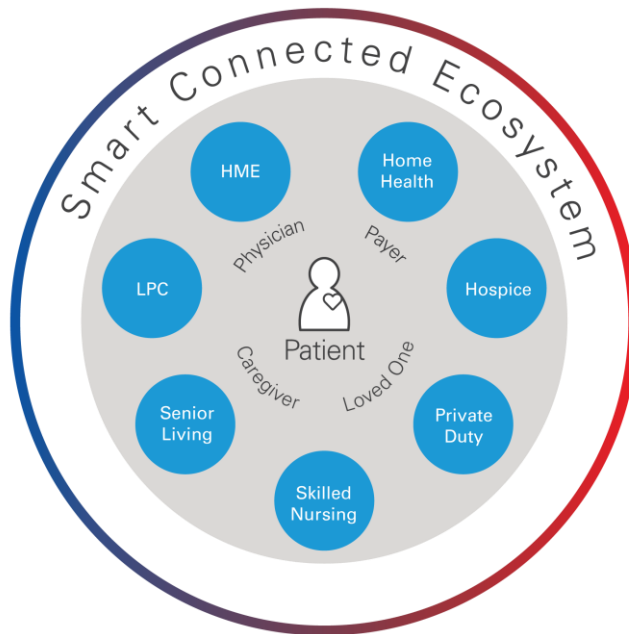 Smart Connected Ecosystem
HME
Home
Health
Physician
Payer
LPC
Hospice
Patient
Caregiver
Loved One
Senior
Living
Private
Duty
Skilled
Nursing